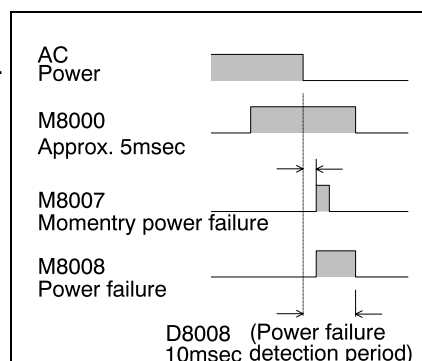 AC
Power
M8000
Approx. 5msec
M8007
Momentry power failure
M8008
Power failure
D8008 (Power failure
10msec detection period)